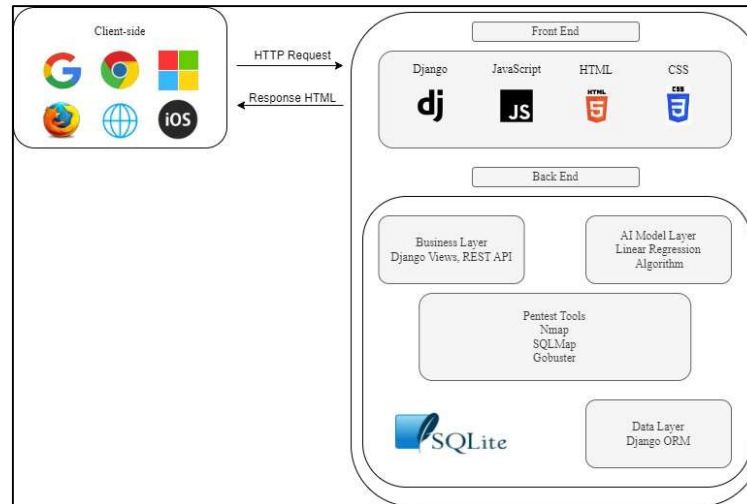 Client-side
iOS
HTTP Request
Response HTML
Front End
Django
JavaScript
HTML
CSS
dj
JS
HTML
5
CSS
3
Back End
Business Layer
Django Views, REST API
AI Model Layer
Linear Regression
Algorithm
Pentest Tools
Nmap
SQLMap
Gobuster
SQLite
Data Layer
Django ORM